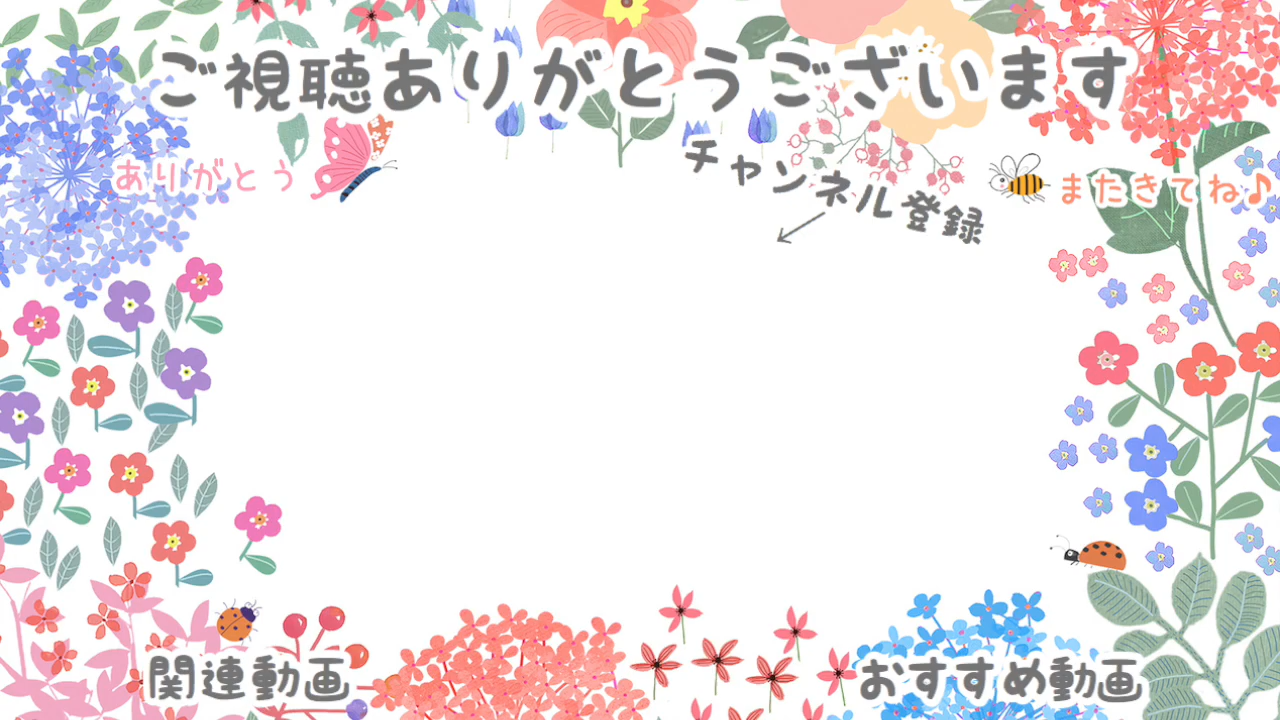 ご視聴ありがとうございます
チャンネル登録
ありがとう
またきてね♪
関連動画
おすすめ動画